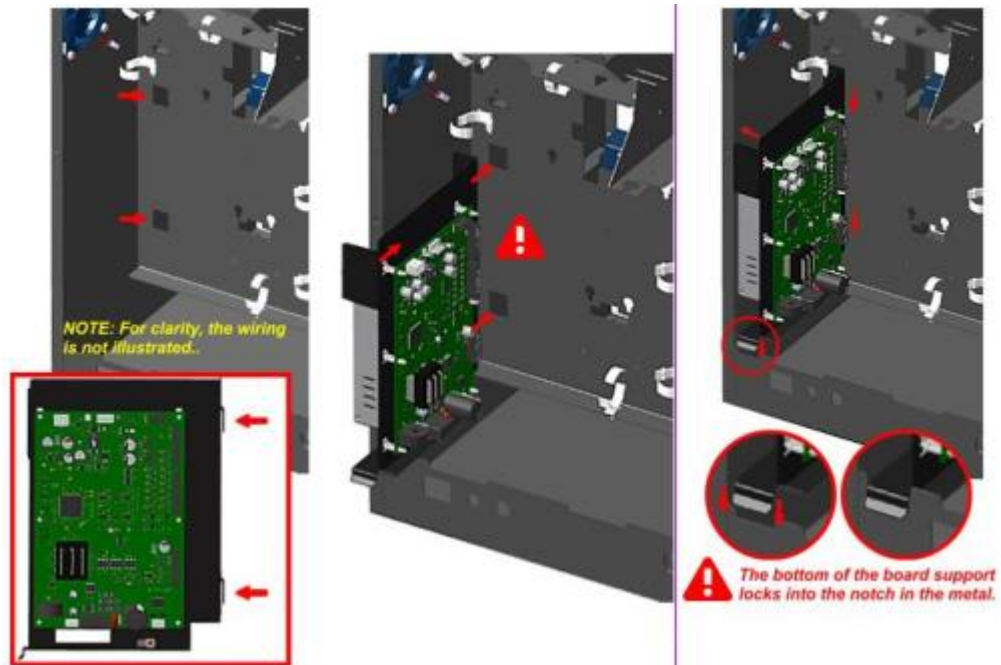 NOTE: For clarity, the wiring
is not illustrated..
The bottom of the board support
locks into the notch in the metal.